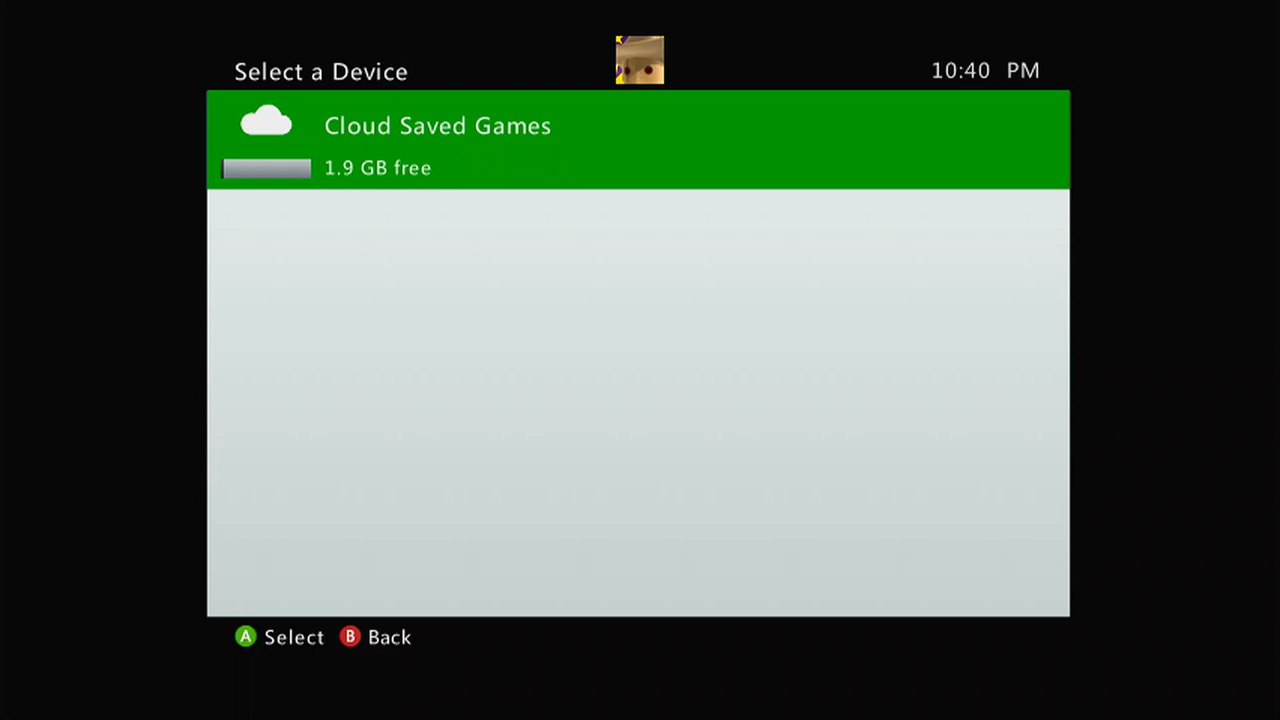 Select a Device
10:40 PM
Cloud Saved Games
1.9 GB free
A Select B Back